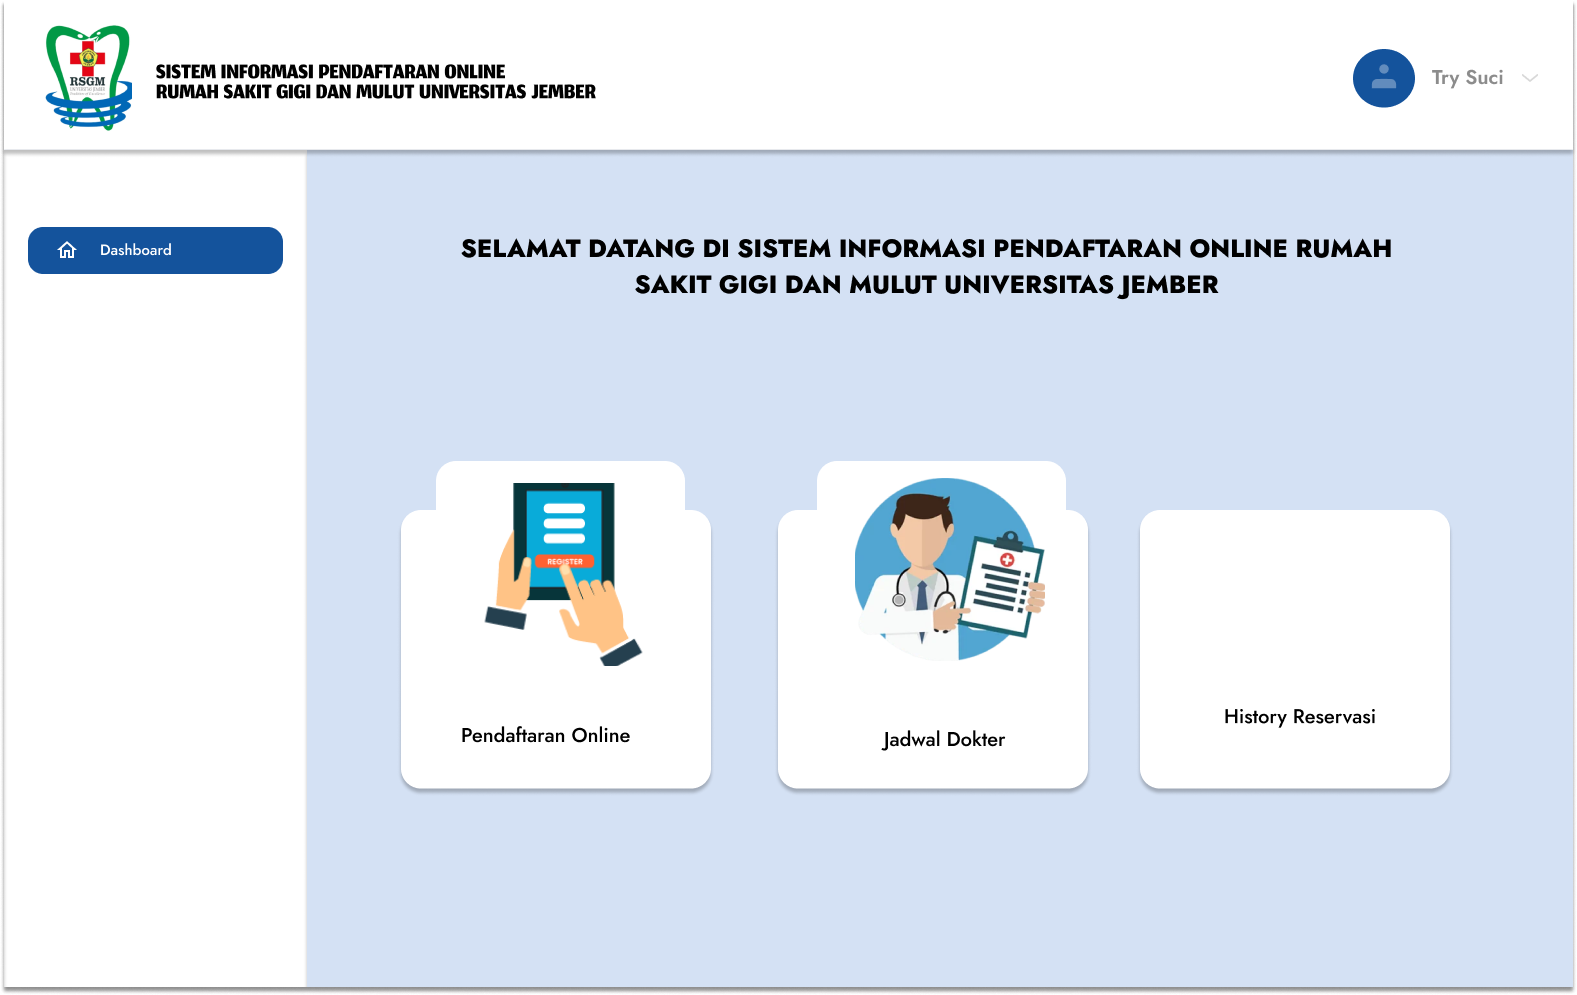 RSGM
SISTEM INFORMASI PENDAFTARAN ONLINE
RUMAH SAKIT GIGI DAN MULUT UNIVERSITAS JEMBER
Try Suci
Dashboard
SELAMAT DATANG DI SISTEM INFORMASI PENDAFTARAN ONLINE RUMAH
SAKIT GIGI DAN MULUT UNIVERSITAS JEMBER
REGISTER
Pendaftaran Online
Jadwal Dokter
History Reservasi